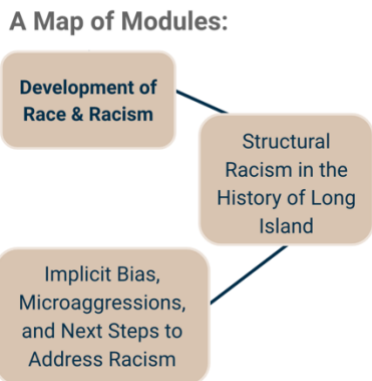 A Map of Modules:
Development of
Race & Racism
Structural
Racism in the
History of Long
Island
Implicit Bias,
Microaggressions,
and Next Steps to
Address Racism